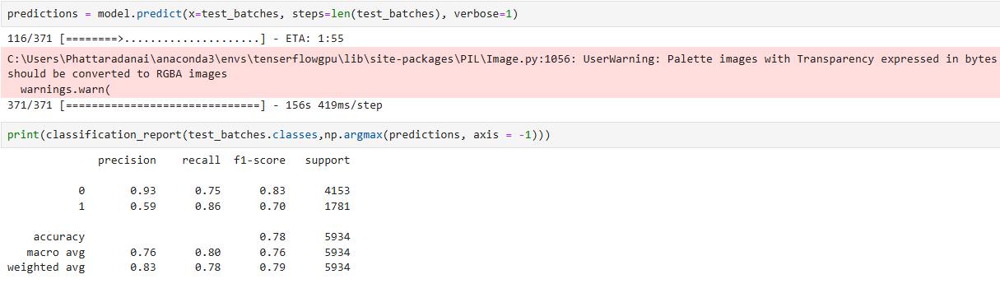 predictions = model.predict(x=test_batches, steps=len(test_batches), verbose=1)
116/371 [========>.....................] - ETA: 1:55
C:\Users\Phattaradanai\anaconda3\envs\tenserflowgpu\lib\site-packages\PIL\Image.py:1056: UserWarning: Palette images with Transparency expressed in bytes
should be converted to RGBA images
  warnings.warn(
371/371 [==============================] - 156s 419ms/step
print(classification_report(test_batches.classes,np.argmax(predictions, axis = -1)))
              precision    recall  f1-score   support
           0       0.93      0.75      0.83      4153
           1       0.59      0.86      0.70      1781
    accuracy                           0.78      5934
   macro avg       0.76      0.80      0.76      5934
weighted avg       0.83      0.78      0.79      5934